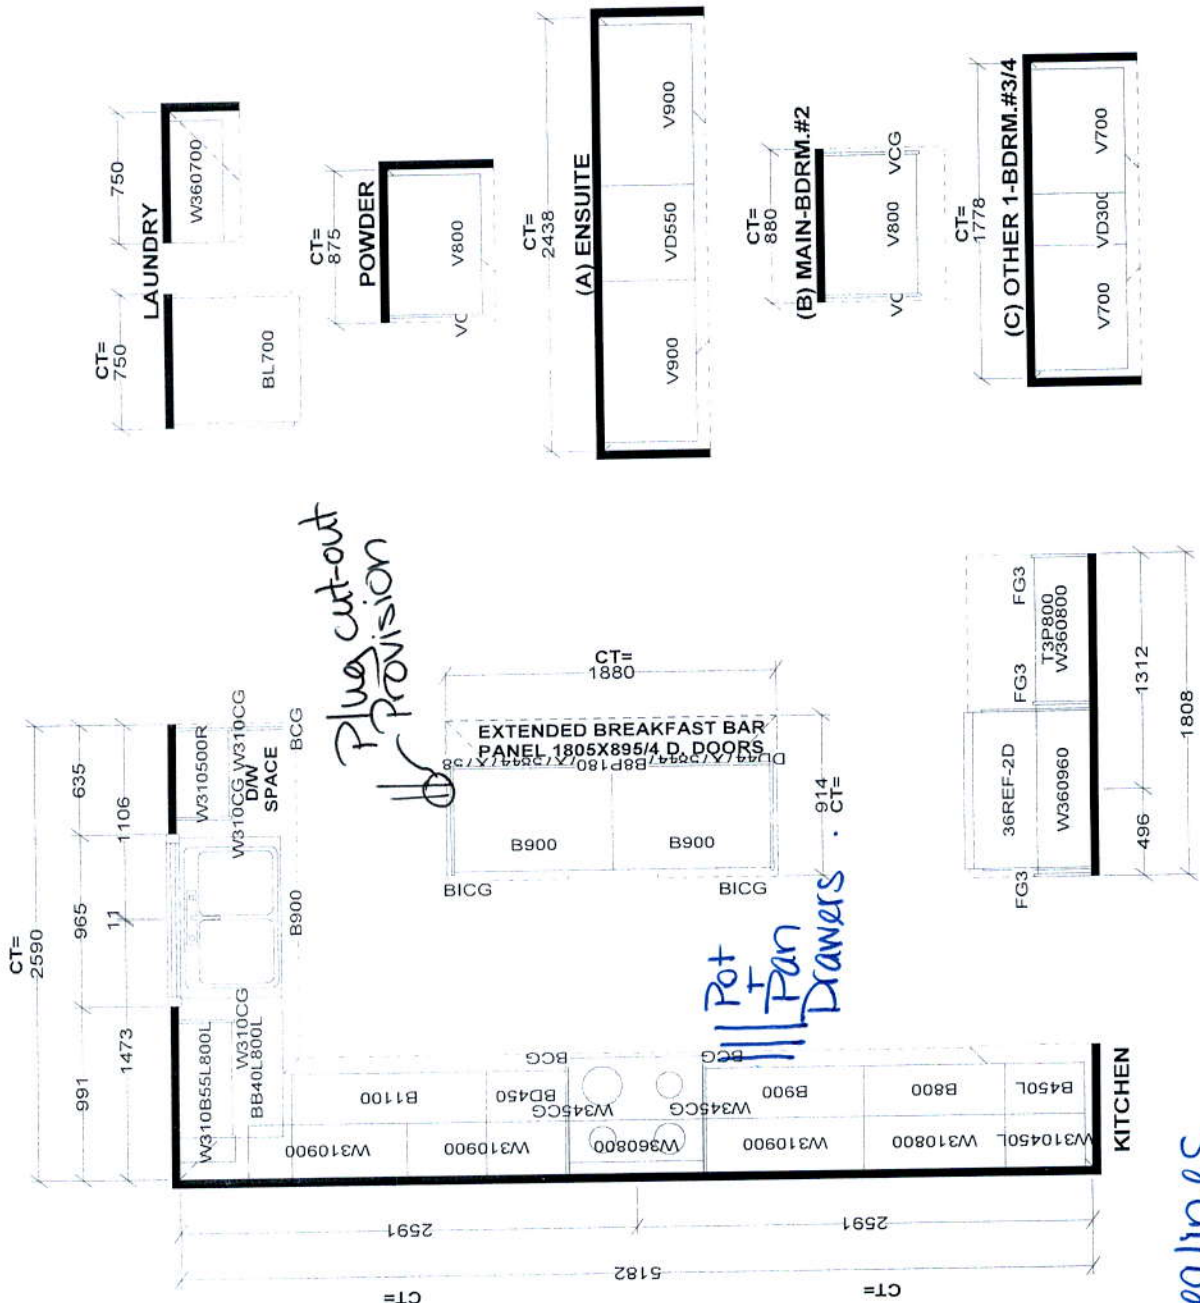 LAUNDRY
750
W360700
CT=
750
BL700
POWDER
CT=
875
V800
(A) ENSUITE
CT=
2438
V900
VD550
V900
(B) MAIN-BDRM.#2
CT=
880
V800
VCG
(C) OTHER 1-BDRM.#3/4
CT=
1778
V700
VD300
V700
CT=
2590
991
965
635
1473
11
1106
W310B55L800L
W310CG
BB40L800L
B900
W310500R
W310CG W310CG
D/W
SPACE
BCG
Plug cut-out
Provision
CT=
1880
EXTENDED BREAKFAST BAR
PANEL 1805X895/4 D. DOORS
B900
B900
BICG
BICG
914
CT=
Pot
+
Pan
Drawers.
B1100
BD450
BCG
W345CG
W310900
W310900
W360800
BCG
W345CG
B900
B800
B450L
W310900
W310800
W310450L
KITCHEN
2591
2591
5182
CT=
CT=
36REF-2D
W360960
FG3
FG3
FG3
T3P800
W360800
496
1312
1808